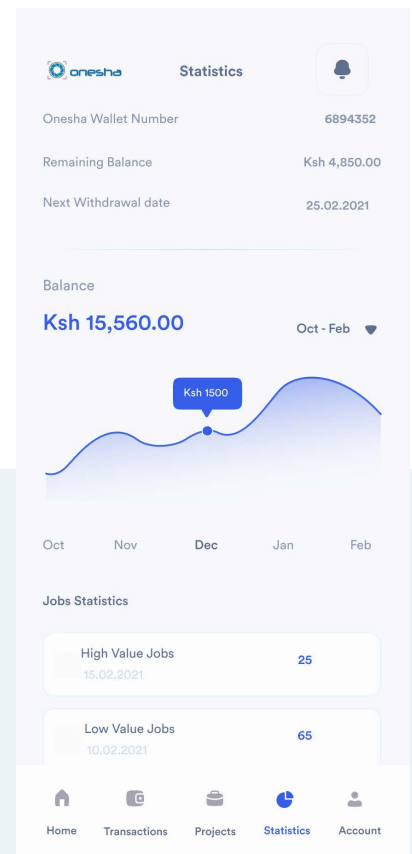 onesha
Statistics
Onesha Wallet Number 6894352
Remaining Balance Ksh 4,850.00
Next Withdrawal date 25.02.2021
Balance
Ksh 15,560.00
Oct - Feb
Ksh 1500
Oct Nov Dec Jan Feb
Jobs Statistics
High Value Jobs 25
15.02.2021
Low Value Jobs 65
10.02.2021
Home Transactions Projects Statistics Account